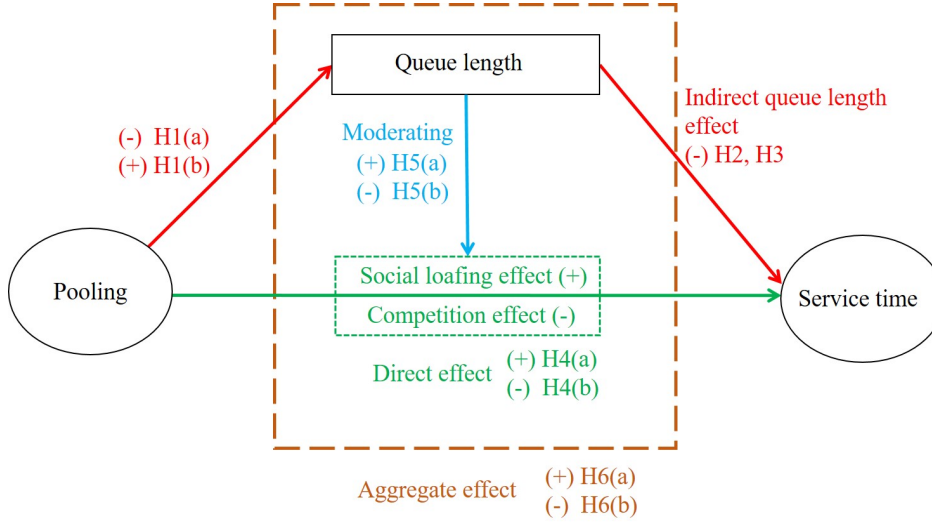 Queue length
Indirect queue length
effect
(-) H2, H3
(-) H1(a)
(+) H1(b)
Moderating
(+) H5(a)
(-) H5(b)
Pooling
Social loafing effect (+)
Competition effect (-)
Service time
Direct effect
(+) H4(a)
(-) H4(b)
Aggregate effect
(+) H6(a)
(-) H6(b)